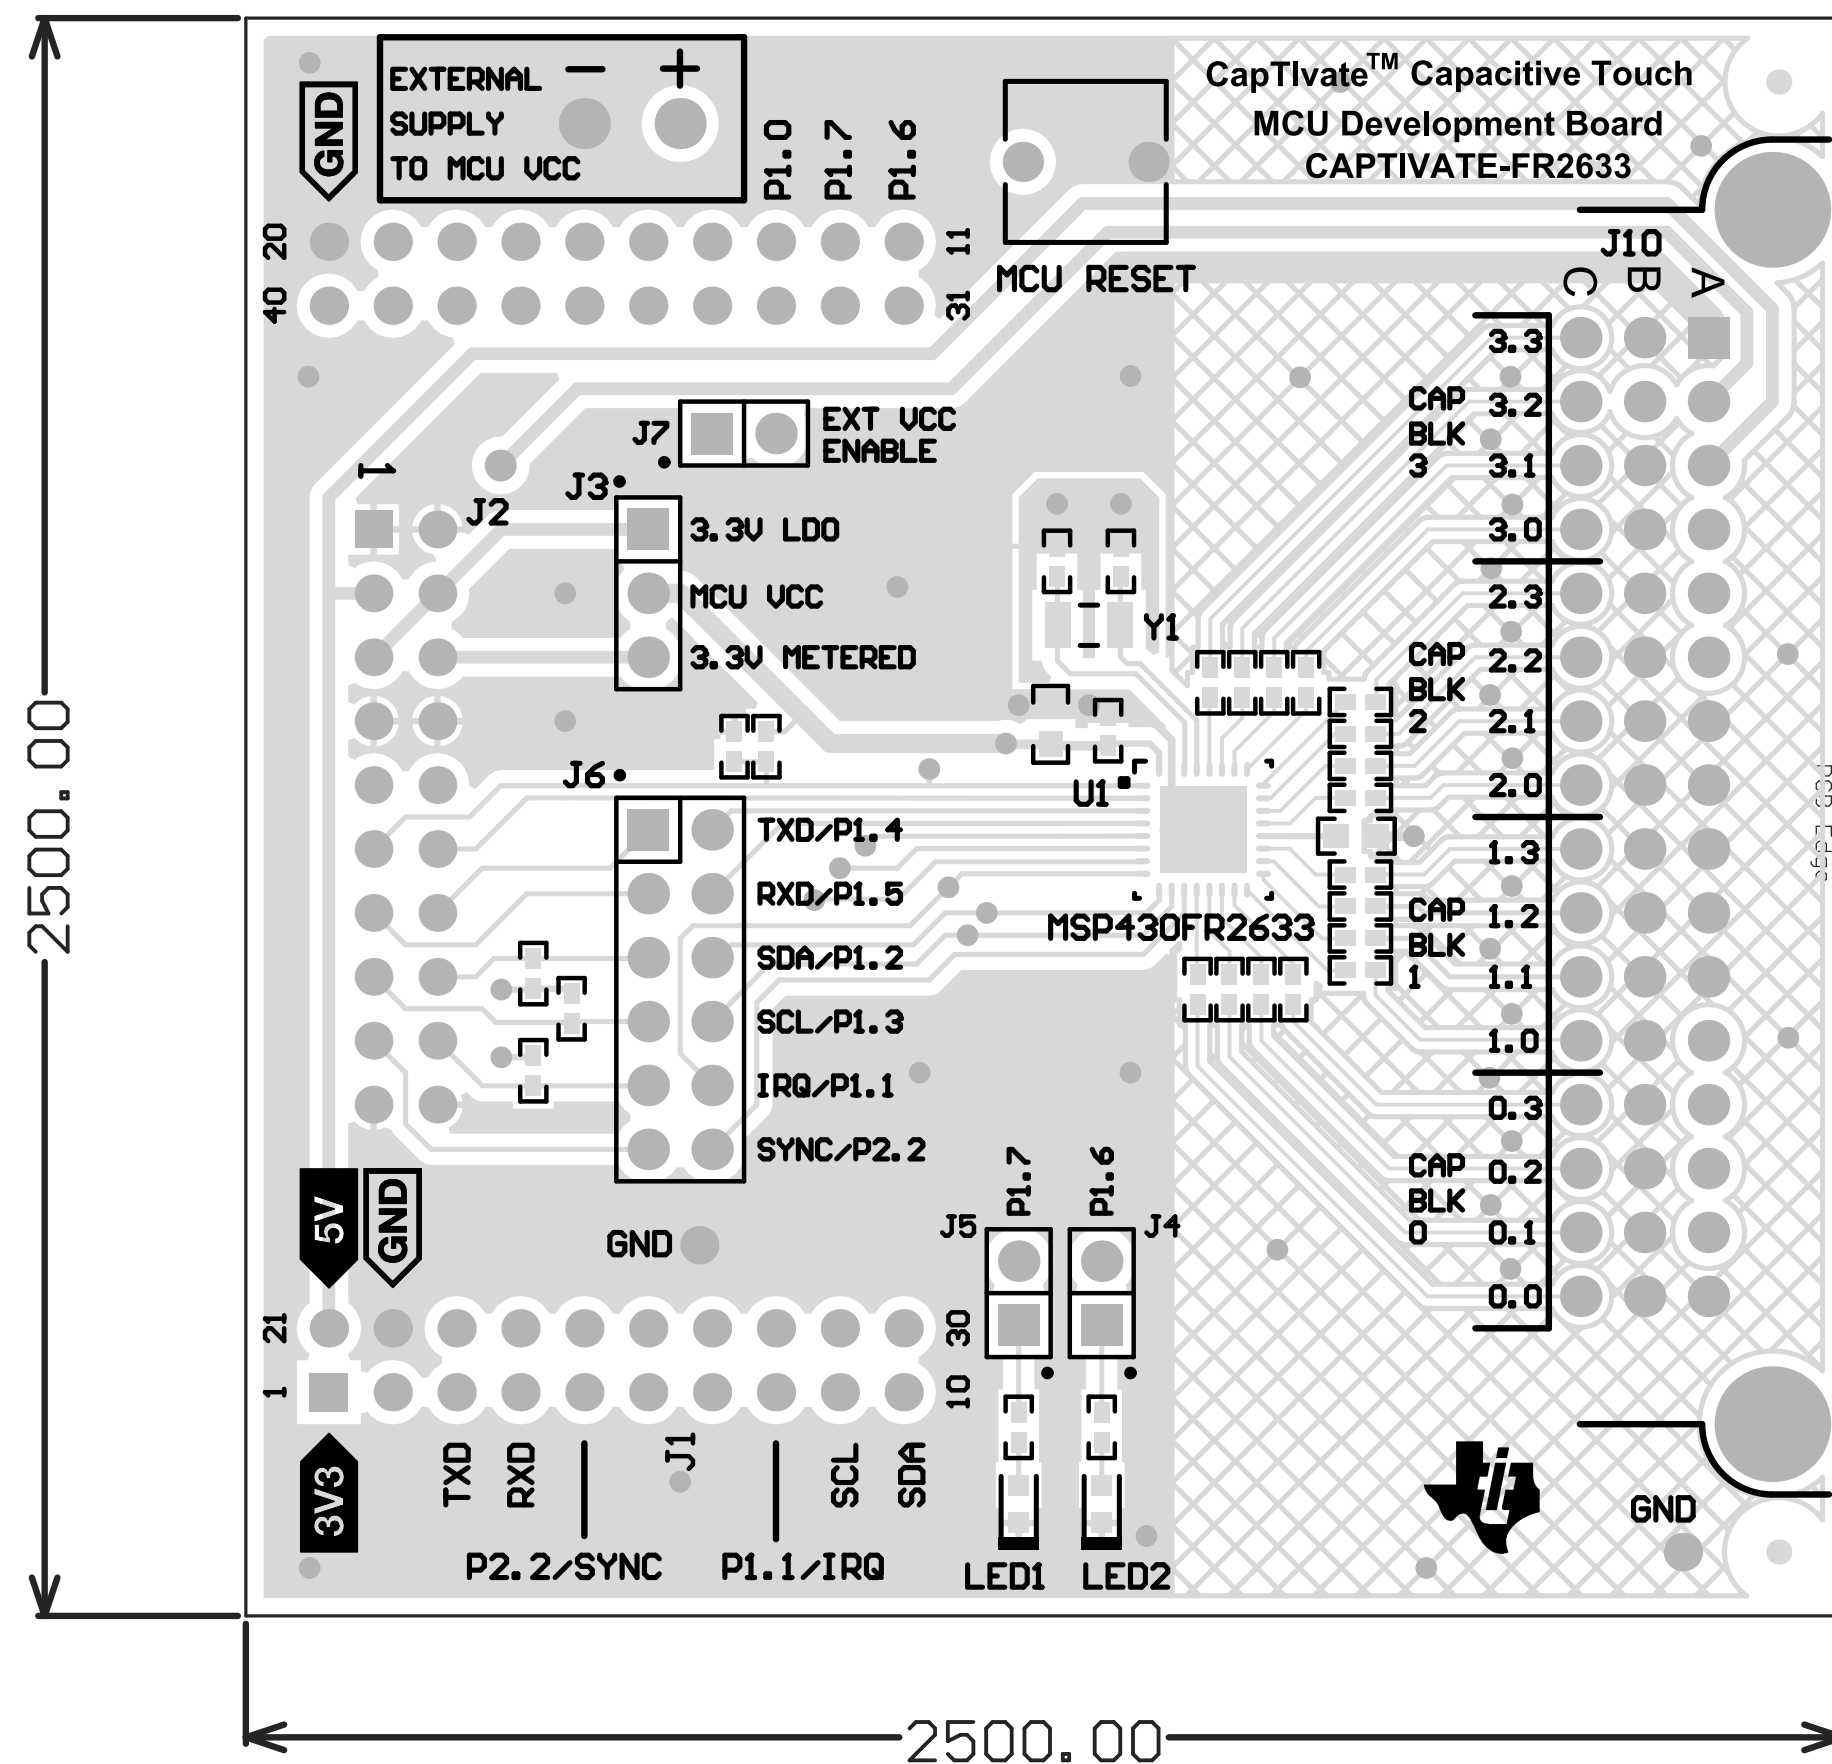 EXTERNAL
SUPPLY
TO MCU VCC
GND
P1.0
P1.7
P1.6
CapTIvate™ Capacitive Touch
MCU Development Board
CAPTIVATE-FR2633
20
11
40
31
MCU RESET
J10
C B A
3.3
CAP 3.2
BLK
3 3.1
3.0
J7
EXT VCC
ENABLE
1
J2
J3
3.3V LDO
MCU VCC
3.3V METERED
Y1
2.3
CAP 2.2
BLK
2 2.1
2.0
J6
U1
TXD/P1.4
RXD/P1.5
SDA/P1.2
SCL/P1.3
IRQ/P1.1
SYNC/P2.2
MSP430FR2633
1.3
CAP 1.2
BLK
1 1.1
1.0
PCB Edge
0.3
CAP 0.2
BLK
0 0.1
0.0
5V
GND
GND
J5
P1.7
P1.6
J4
21
30
1
10
3V3
TXD
RXD
J1
SCL
SDA
P2.2/SYNC
P1.1/IRQ
LED1
LED2
GND
2500.00
2500.00